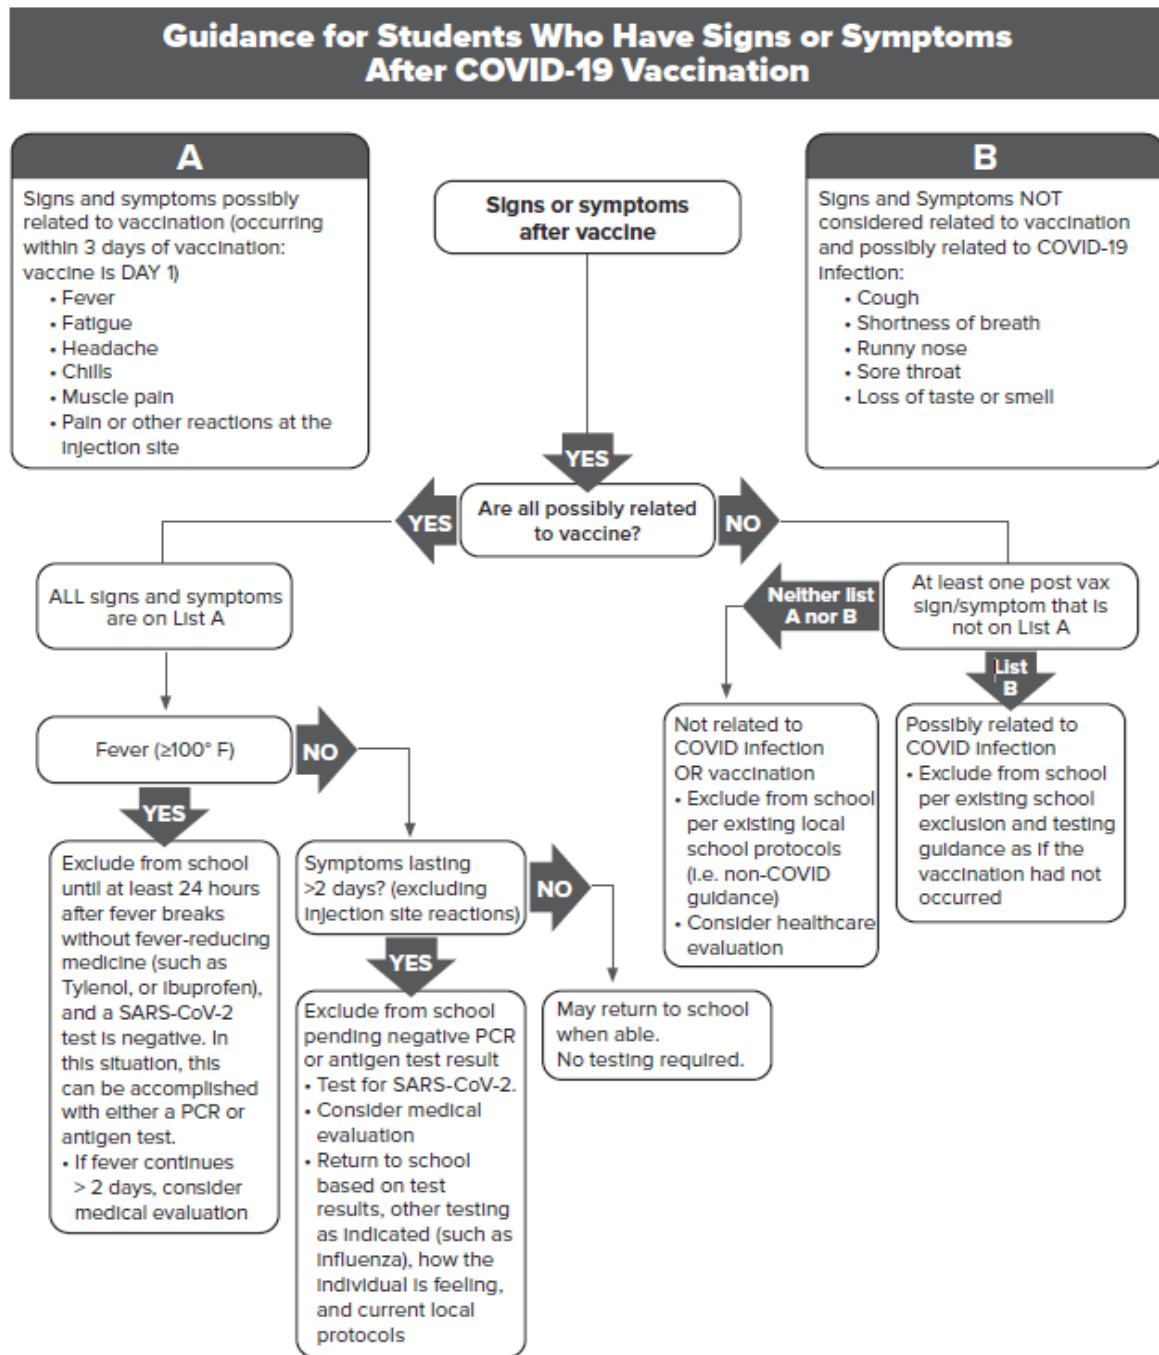 Guidance for Students Who Have Signs or Symptoms
After COVID-19 Vaccination
A
Signs and symptoms possibly
related to vaccination (occurring
within 3 days of vaccination:
vaccine is DAY 1)
• Fever
• Fatigue
• Headache
• Chills
• Muscle pain
• Pain or other reactions at the
injection site
Signs or symptoms
after vaccine
B
Signs and Symptoms NOT
considered related to vaccination
and possibly related to COVID-19
infection:
• Cough
• Shortness of breath
• Runny nose
• Sore throat
• Loss of taste or smell
YES
Are all possibly related
to vaccine?
YES
NO
ALL signs and symptoms
are on List A
Neither list
A nor B
At least one post vax
sign/symptom that is
not on List A
List
B
Fever (≥100° F)
NO
YES
Not related to
COVID infection
OR vaccination
• Exclude from school
per existing local
school protocols
(i.e. non-COVID
guidance)
• Consider healthcare
evaluation
Possibly related to
COVID infection
• Exclude from school
per existing school
exclusion and testing
guidance as if the
vaccination had not
occurred
Exclude from school
until at least 24 hours
after fever breaks
without fever-reducing
medicine (such as
Tylenol, or ibuprofen),
and a SARS-CoV-2
test is negative. In
this situation, this
can be accomplished
with either a PCR or
antigen test.
• If fever continues
> 2 days, consider
medical evaluation
Symptoms lasting
>2 days? (excluding
injection site reactions)
NO
YES
Exclude from school
pending negative PCR
or antigen test result
• Test for SARS-CoV-2.
• Consider medical
evaluation
• Return to school
based on test
results, other testing
as indicated (such as
influenza), how the
individual is feeling,
and current local
protocols
May return to school
when able.
No testing required.